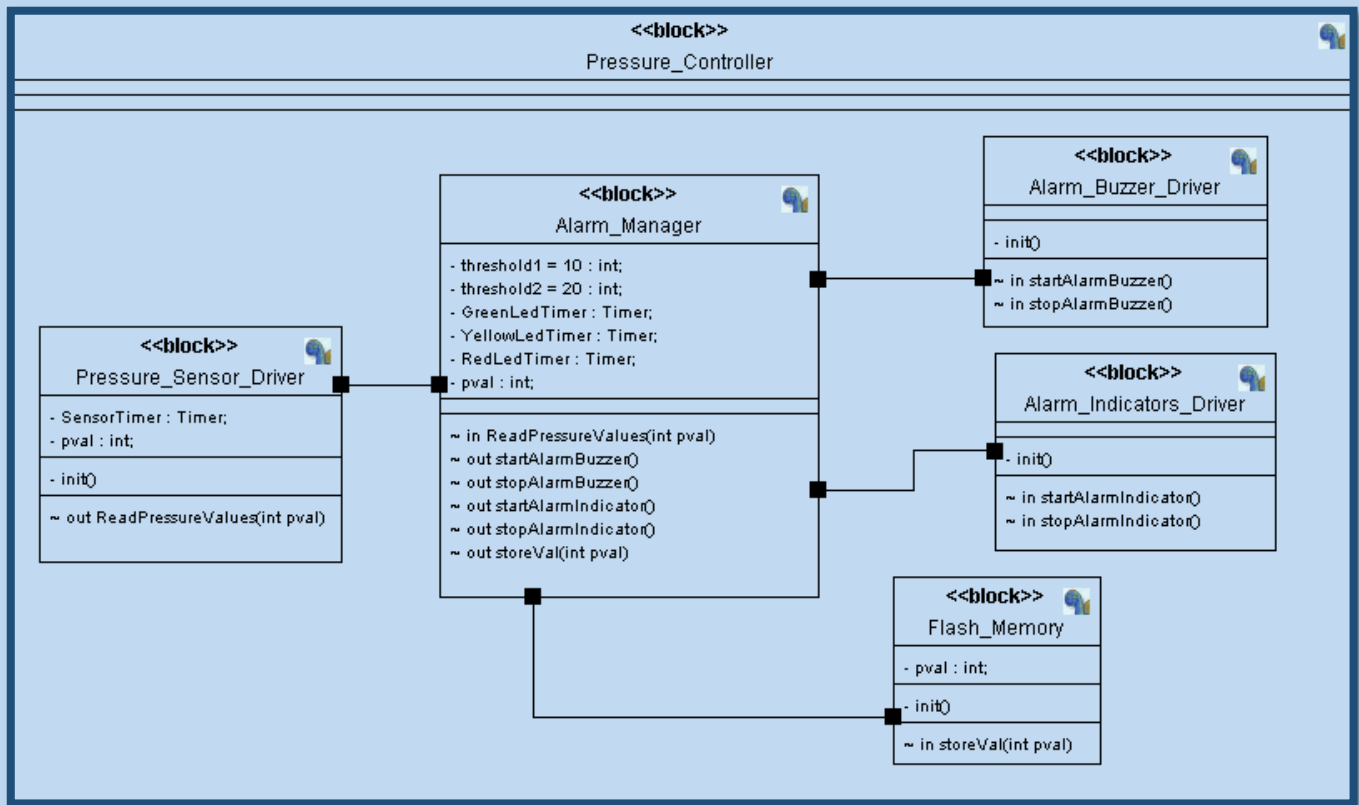 <<block>>
Pressure_Controller
<<block>>
Pressure_Sensor_Driver
- SensorTimer : Timer;
- pval : int;
- init()
~ out ReadPressureValues(int pval)
<<block>>
Alarm_Manager
- threshold1 = 10 : int;
- threshold2 = 20 : int;
- GreenLedTimer : Timer;
- YellowLedTimer : Timer;
- RedLedTimer : Timer;
- pval : int;
~ in ReadPressureValues(int pval)
~ out startAlarmBuzzer()
~ out stopAlarmBuzzer()
~ out startAlarmIndicator()
~ out stopAlarmIndicator()
~ out storeVal(int pval)
<<block>>
Alarm_Buzzer_Driver
- init()
~ in startAlarmBuzzer()
~ in stopAlarmBuzzer()
<<block>>
Alarm_Indicators_Driver
- init()
~ in startAlarmIndicator()
~ in stopAlarmIndicator()
<<block>>
Flash_Memory
- pval : int;
- init()
~ in storeVal(int pval)